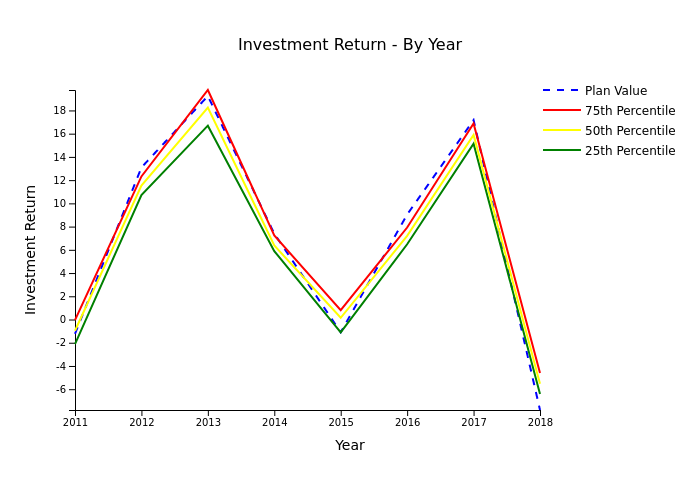 Investment Return - By Year
Plan Value
75th Percentile
50th Percentile
25th Percentile
Investment Return
18
16
14
12
10
8
6
4
2
0
-2
-4
-6
2011 2012 2013 2014 2015 2016 2017 2018
Year